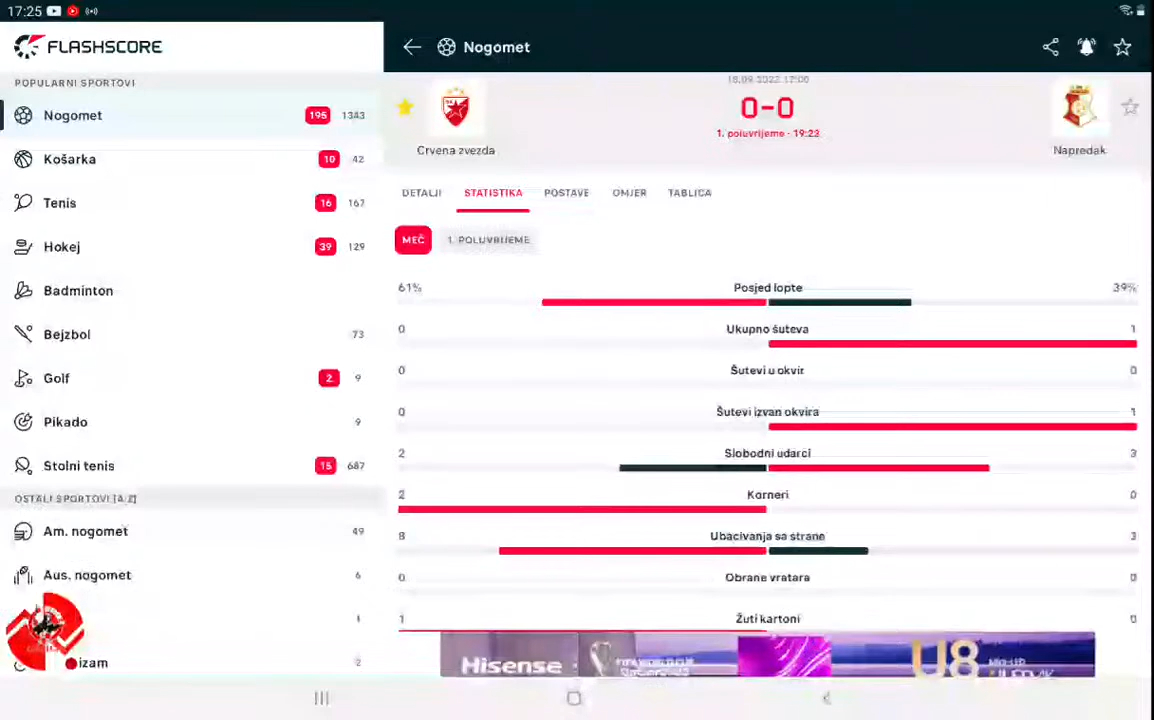 17:25
FLASHSCORE
Nogomet
POPULARNI SPORTOVI
18.09.2022 17:00
Nogomet 195 1343
0-0
1. poluvrijeme - 19:23
Košarka 10 42
Crvena zvezda
Napredak
DETALJI STATISTIKA POSTAVE OMJER TABLICA
Tenis 16 167
MEČ 1. POLUVRIJEME
Hokej 39 129
Badminton
61% Posjed lopte 39%
Bejzbol 73
0 Ukupno šuteva 1
Golf 2 9
0 Šutevi u okvir 0
Pikado 9
0 Šutevi izvan okvira 1
Stolni tenis 15 687
2 Slobodni udarci 3
OSTALI SPORTOVI [A-Z]
2 Korneri 0
Am. nogomet 49
8 Ubacivanja sa strane 3
Aus. nogomet 6
0 Obrane vratara 0
1
1 Žuti kartoni 0
izam 2
Hisense
FIFA WORLD CUP
U8